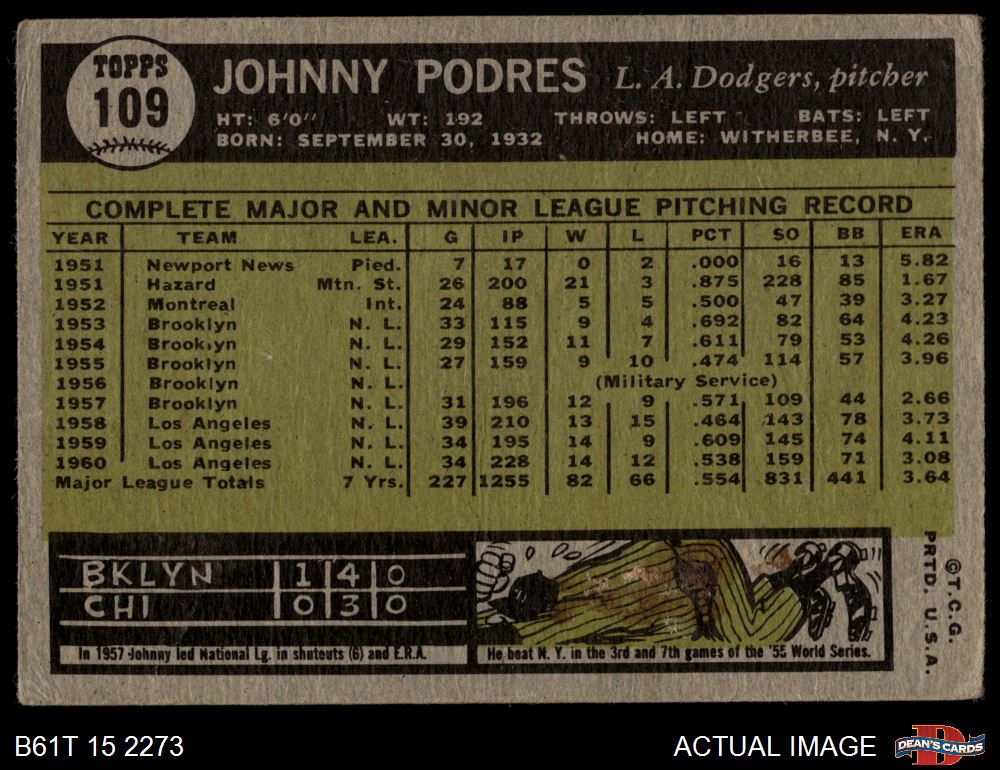 TOPPS
109
JOHNNY PODRES L. A. Dodgers, pitcher
HT: 6'0" WT: 192 THROWS: LEFT BATS: LEFT
BORN: SEPTEMBER 30, 1932 HOME: WITHERBEE, N. Y.
COMPLETE MAJOR AND MINOR LEAGUE PITCHING RECORD
YEAR TEAM LEA. G IP W L PCT SO BB ERA
1951 Newport News Pied. 7 17 0 2 .000 16 13 5.82
1951 Hazard Mtn. St. 26 200 21 3 .875 228 85 1.67
1952 Montreal Int. 24 88 5 5 .500 47 39 3.27
1953 Brooklyn N. L. 33 115 9 4 .692 82 64 4.23
1954 Brooklyn N. L. 29 152 11 7 .611 79 53 4.26
1955 Brooklyn N. L. 27 159 9 10 .474 114 57 3.96
1956 Brooklyn N. L. (Military Service)
1957 Brooklyn N. L. 31 196 12 9 .571 109 44 2.66
1958 Los Angeles N. L. 39 210 13 15 .464 143 78 3.73
1959 Los Angeles N. L. 34 195 14 9 .609 145 74 4.11
1960 Los Angeles N. L. 34 228 14 12 .538 159 71 3.08
Major League Totals 7 Yrs. 227 1255 82 66 .554 831 441 3.64
BKLYN 1 4 0
CHI 0 3 0
In 1957 Johnny led National Lg. in shutouts (6) and E.R.A.
He beat N. Y. in the 3rd and 7th games of the '55 World Series.
©T.C.G.
PRTD. U.S.A.
B61T 15 2273
ACTUAL IMAGE
D
DEAN'S CARDS